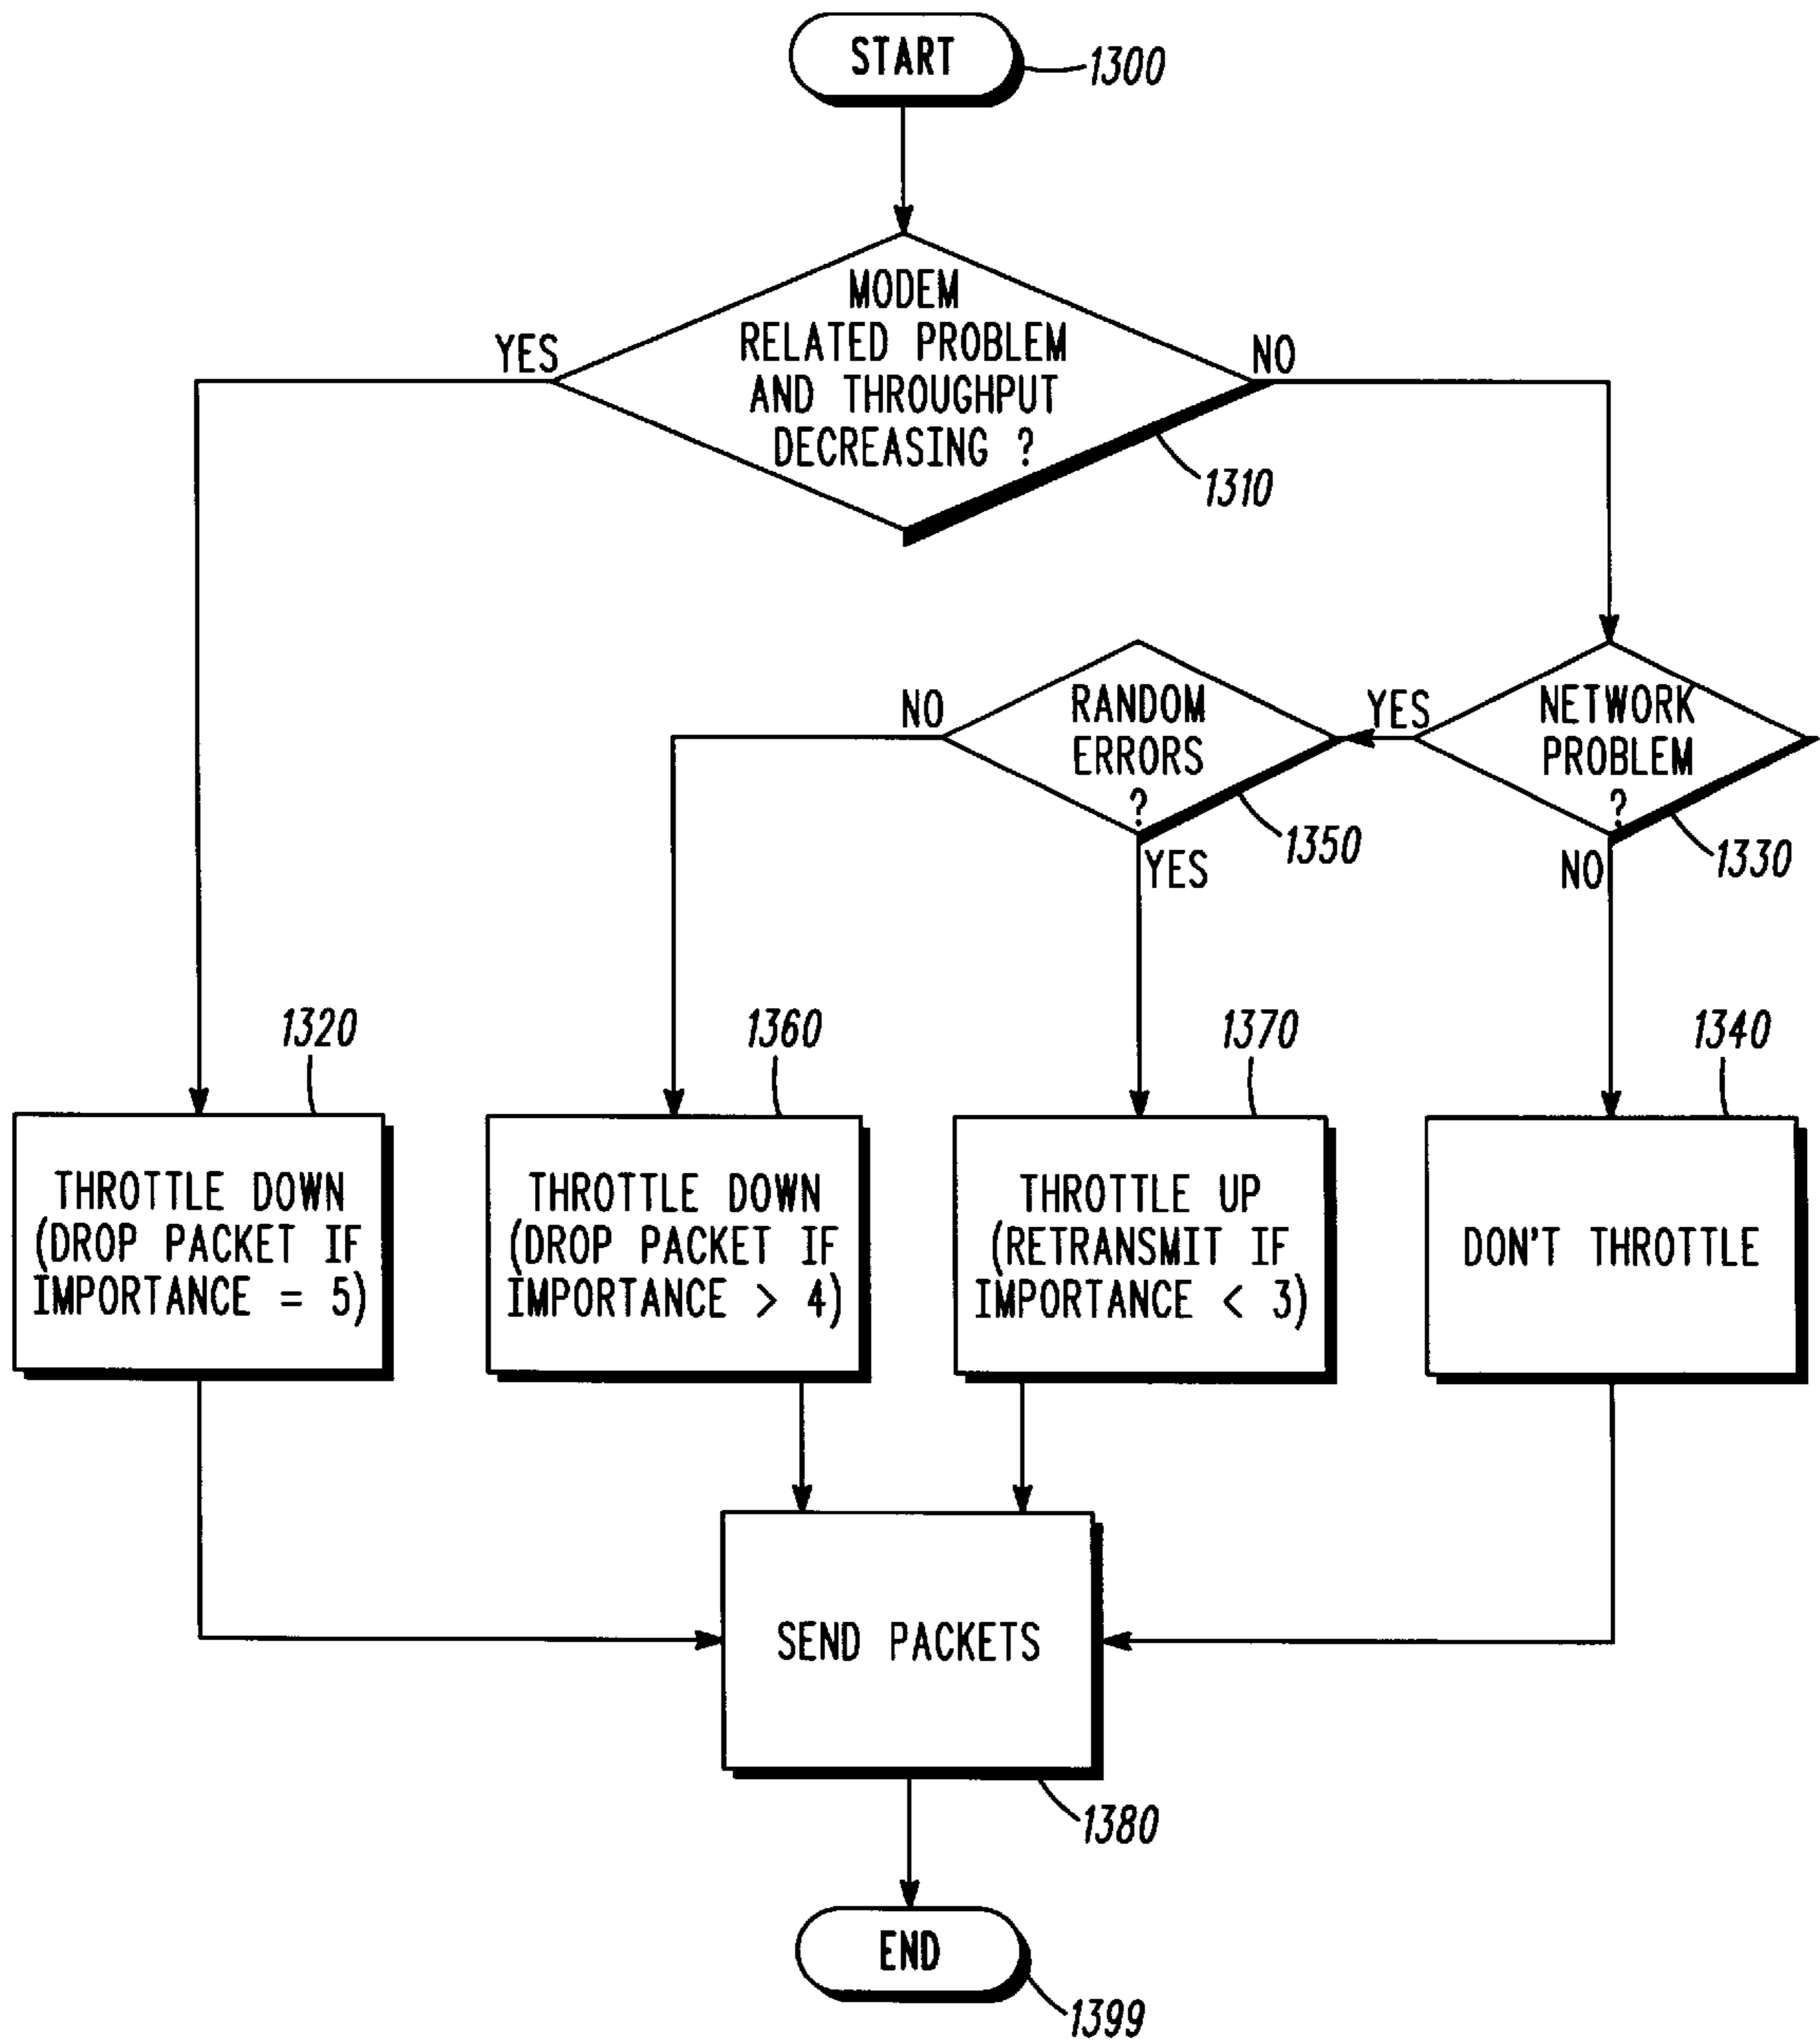 START
1300
MODEM
RELATED PROBLEM
AND THROUGHPUT
DECREASING ?
YES
NO
1310
RANDOM
ERRORS
?
NO
YES
1350
NETWORK
PROBLEM
?
YES
NO
1330
1320
THROTTLE DOWN
(DROP PACKET IF
IMPORTANCE = 5)
1360
THROTTLE DOWN
(DROP PACKET IF
IMPORTANCE > 4)
1370
THROTTLE UP
(RETRANSMIT IF
IMPORTANCE < 3)
1340
DON'T THROTTLE
SEND PACKETS
1380
END
1399